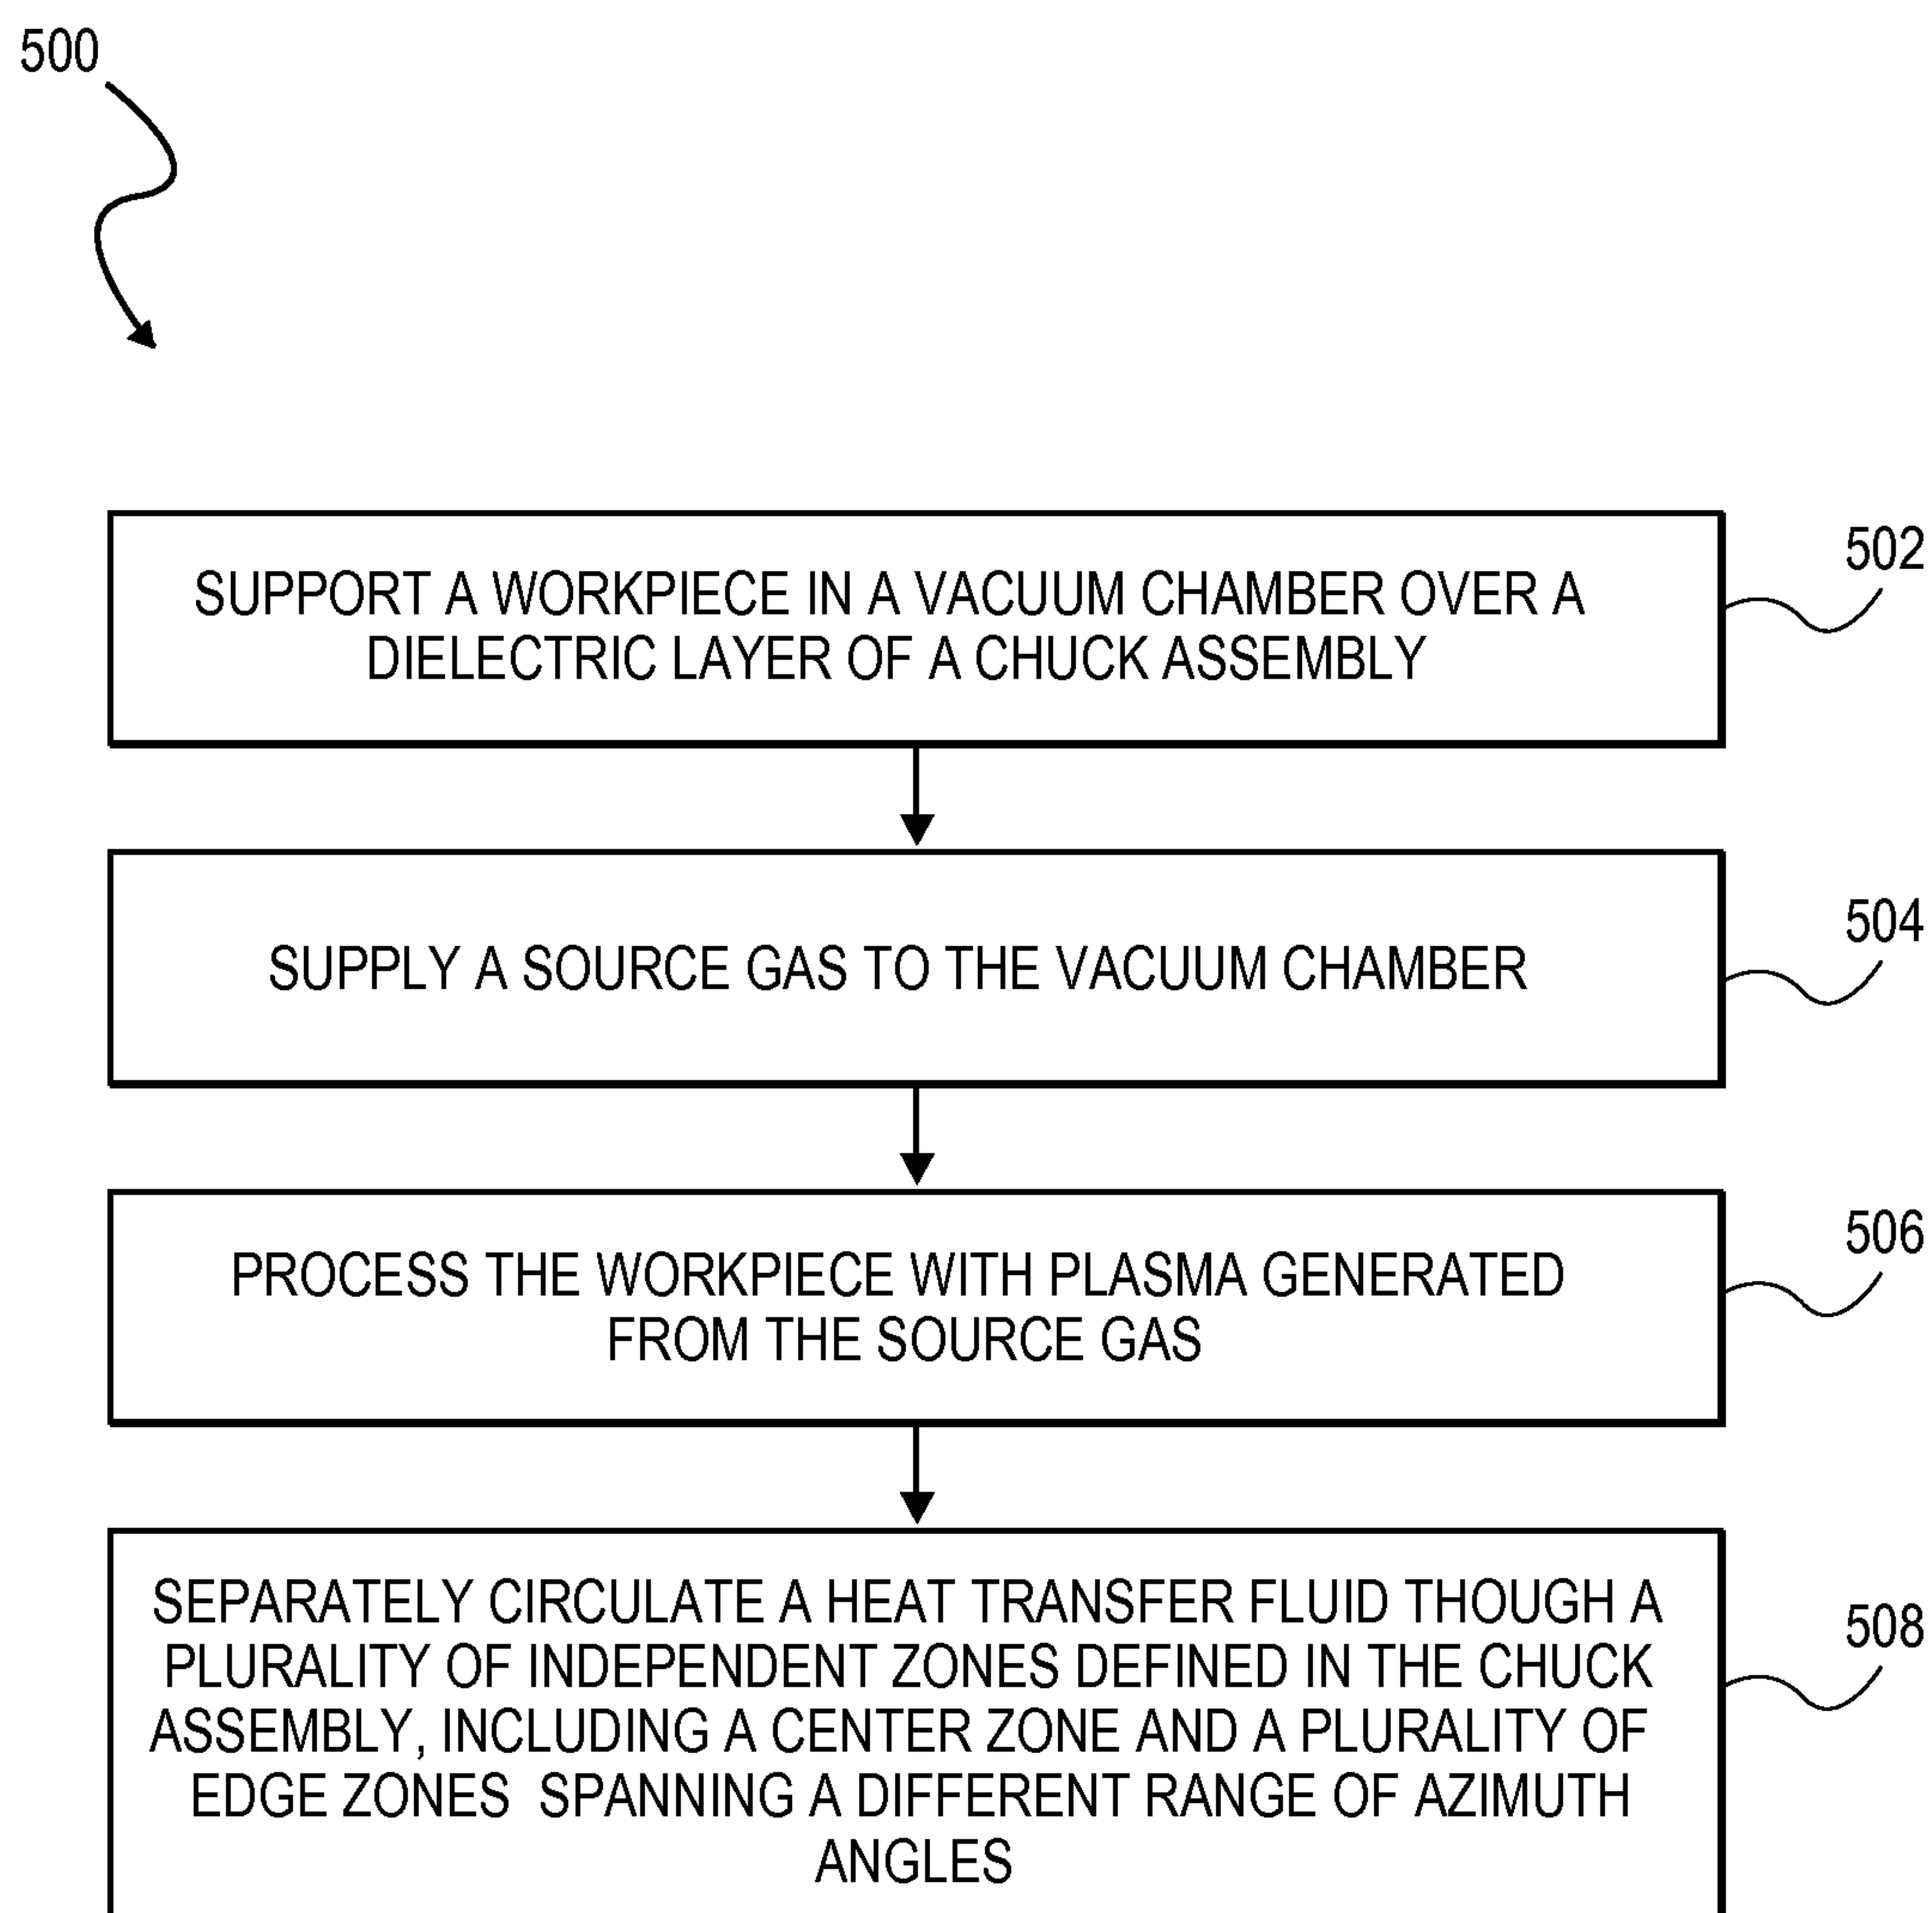 500
SUPPORT A WORKPIECE IN A VACUUM CHAMBER OVER A
DIELECTRIC LAYER OF A CHUCK ASSEMBLY
502
SUPPLY A SOURCE GAS TO THE VACUUM CHAMBER
504
PROCESS THE WORKPIECE WITH PLASMA GENERATED
FROM THE SOURCE GAS
506
SEPARATELY CIRCULATE A HEAT TRANSFER FLUID THOUGH A
PLURALITY OF INDEPENDENT ZONES DEFINED IN THE CHUCK
ASSEMBLY, INCLUDING A CENTER ZONE AND A PLURALITY OF
EDGE ZONES  SPANNING A DIFFERENT RANGE OF AZIMUTH
ANGLES
508